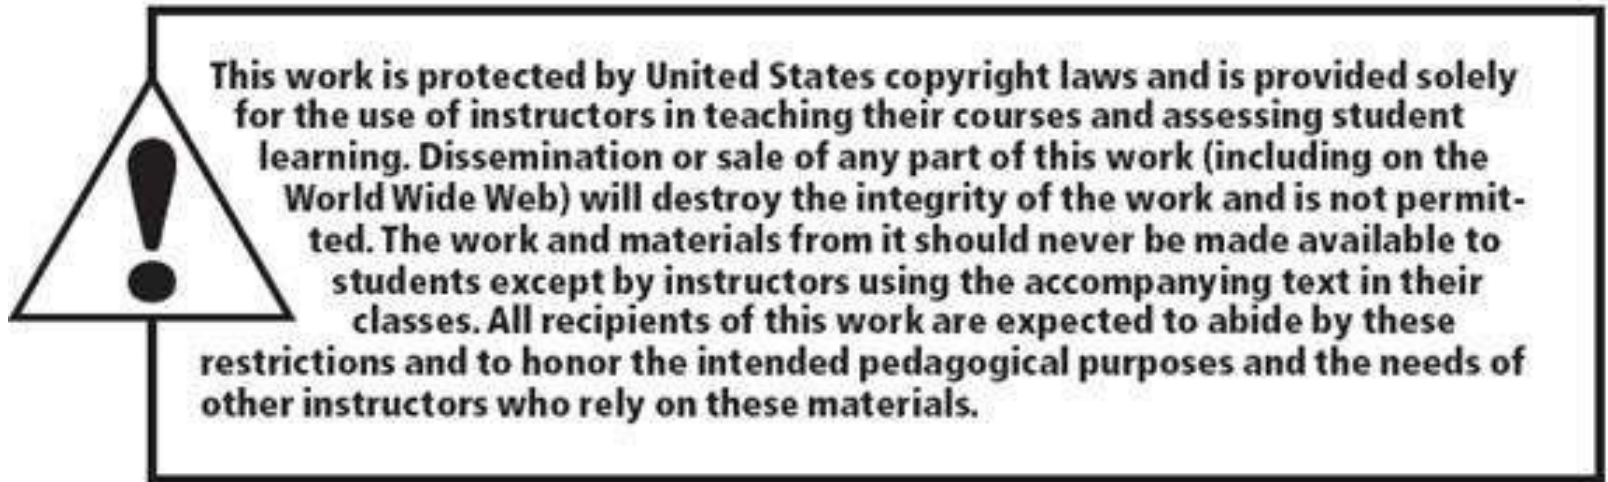 This work is protected by United States copyright laws and is provided solely
for the use of instructors in teaching their courses and assessing student
learning. Dissemination or sale of any part of this work (including on the
World Wide Web) will destroy the integrity of the work and is not permit-
ted. The work and materials from it should never be made available to
students except by instructors using the accompanying text in their
classes. All recipients of this work are expected to abide by these
restrictions and to honor the intended pedagogical purposes and the needs of
other instructors who rely on these materials.